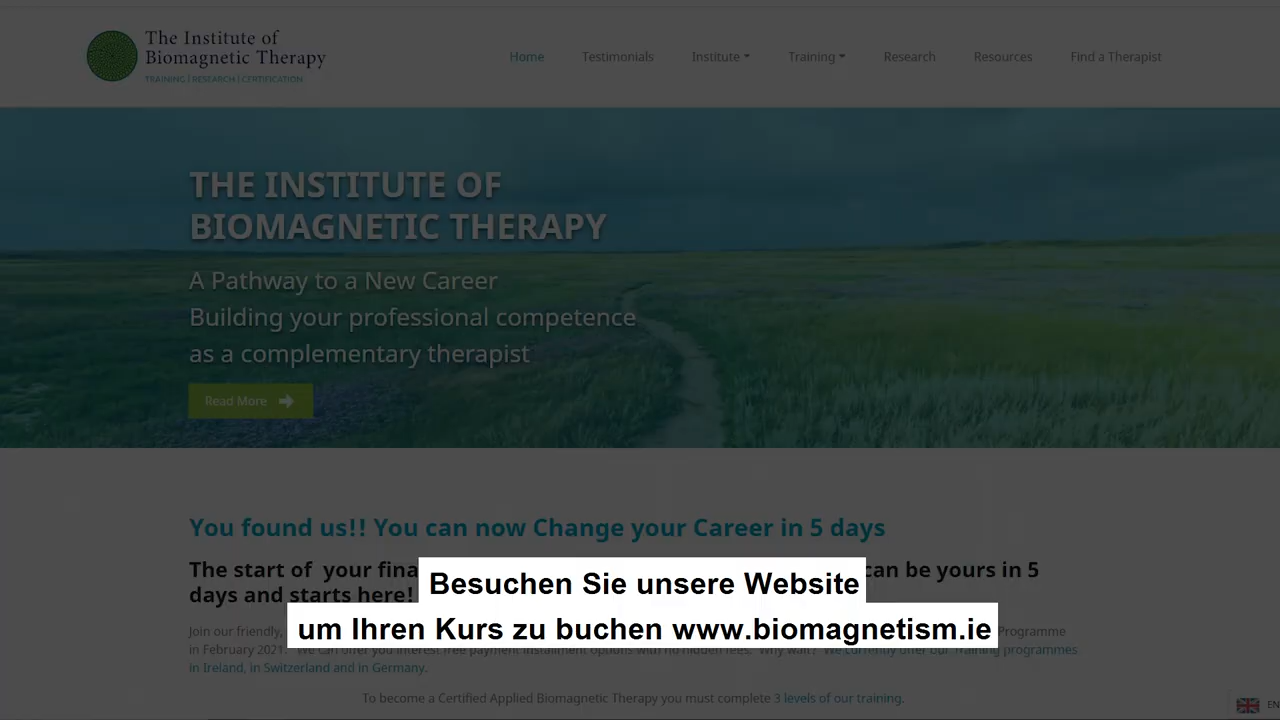 The Institute of
Biomagnetic Therapy
TRAINING | RESEARCH | CERTIFICATION
Home Testimonials Institute Training Research Resources Find a Therapist
THE INSTITUTE OF
BIOMAGNETIC THERAPY
A Pathway to a New Career
Building your professional competence
as a complementary therapist
Read More
You found us!! You can now Change your Career in 5 days
The start of your fina can be yours in 5
days and starts here!
Besuchen Sie unsere Website
um Ihren Kurs zu buchen www.biomagnetism.ie
Join our friendly, Programme
in February 2021. We can offer you interest free payment installment options with no hidden fees. Why wait? We currently offer our Training programmes
in Ireland, in Switzerland and in Germany.
To become a Certified Applied Biomagnetic Therapy you must complete 3 levels of our training.
EN